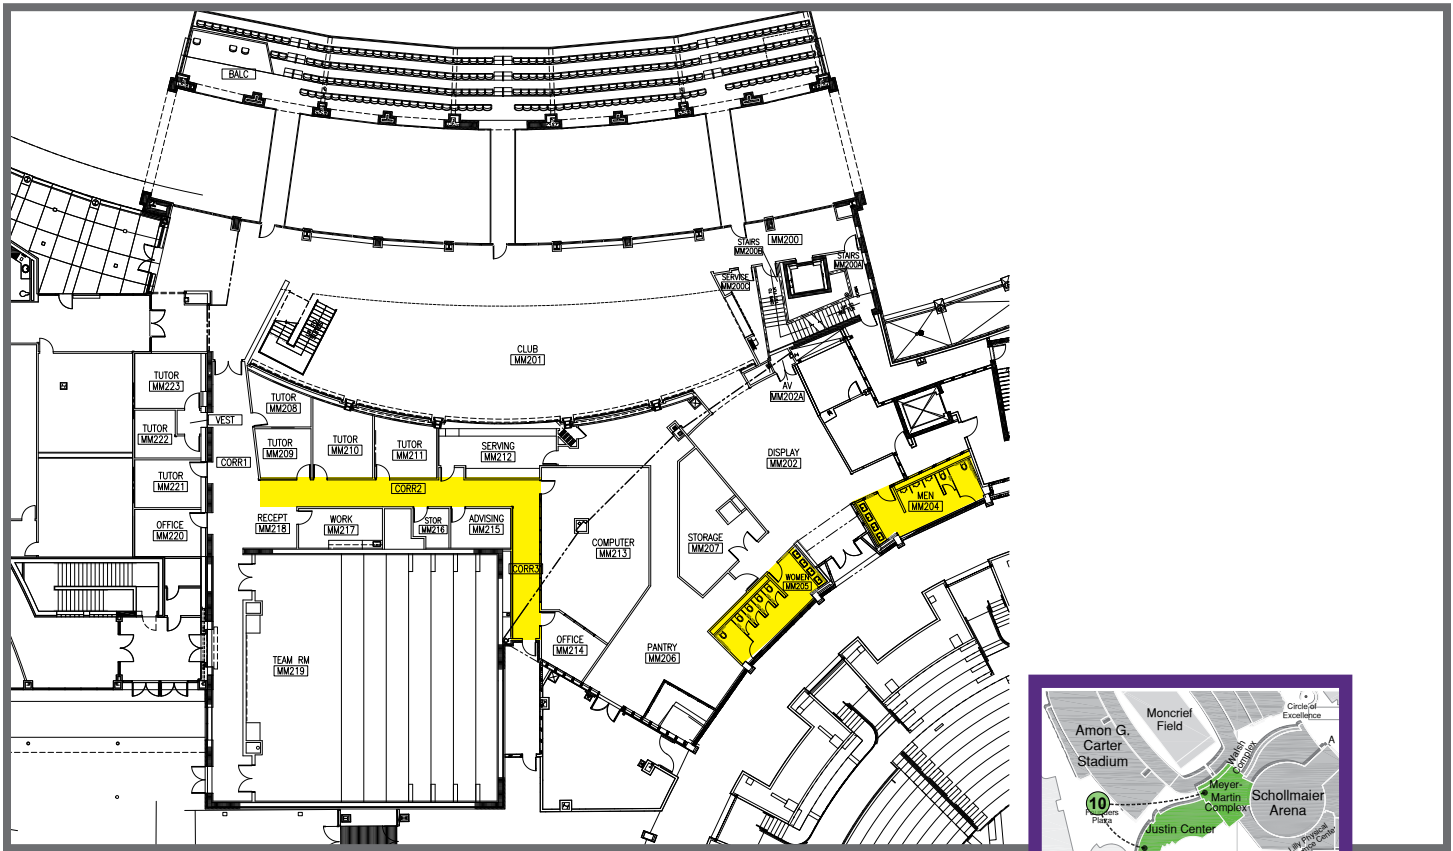 BALC
STAIRS
MM200B
MM200
STAIRS
MM200A
SERVICE
MM200C
CLUB
MM201
TUTOR
MM223
TUTOR
MM208
AV
MM202A
VEST
TUTOR
MM222
TUTOR
MM209
TUTOR
MM210
TUTOR
MM211
SERVING
MM212
DISPLAY
MM202
CORR1
TUTOR
MM221
CORR2
MEN
MM204
OFFICE
MM220
RECEPT
MM218
WORK
MM217
STOR
MM216
ADVISING
MM215
COMPUTER
MM213
STORAGE
MM207
CORR3
WOMEN
MM205
OFFICE
MM214
PANTRY
MM206
TEAM RM
MM219
Circle of
Excellence
Moncrief
Field
Amon G.
Carter
Stadium
A
Walsh
Complex
Meyer-
Martin
Complex
Schollmaier
Arena
10
Plaza
Justin Center
Lilly Physical